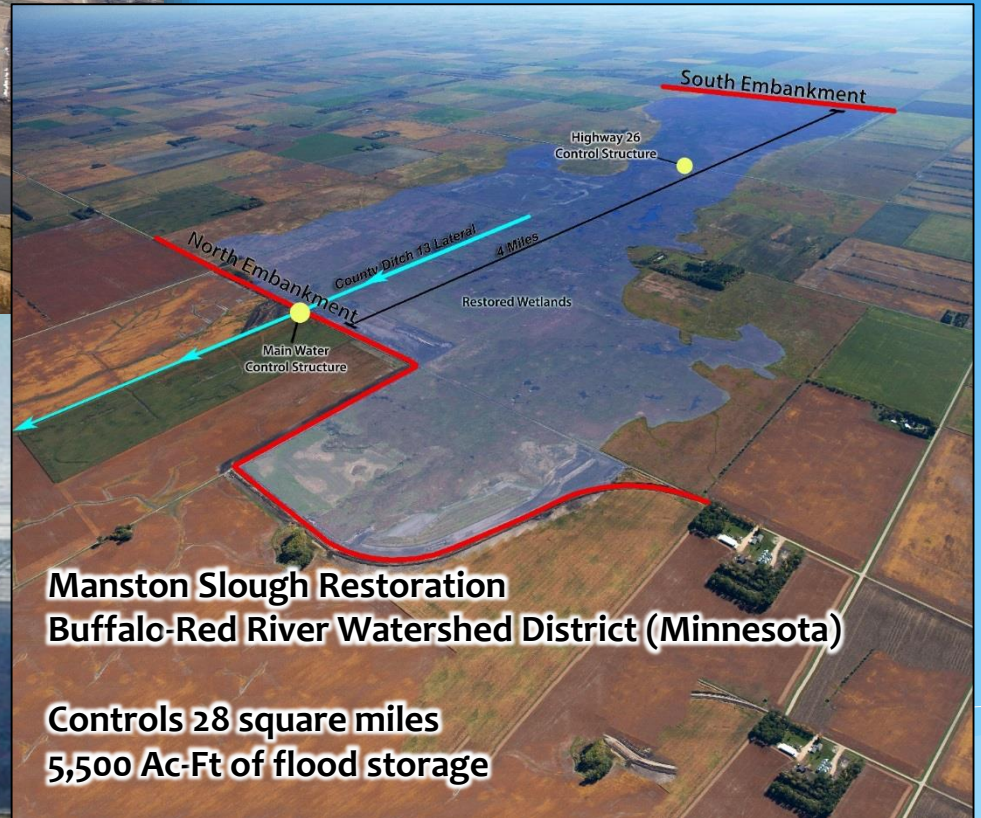 South Embankment
Highway 26
Control Structure
North Embankment
County Ditch 13 Lateral
4 Miles
Restored Wetlands
Main Water
Control Structure
Manston Slough Restoration
Buffalo-Red River Watershed District (Minnesota)
Controls 28 square miles
5,500 Ac-Ft of flood storage